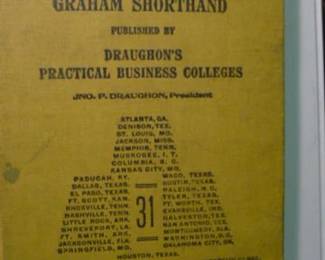 GRAHAM SHORTHAND
PUBLISHED BY
DRAUGHON'S
PRACTICAL BUSINESS COLLEGES
JNO. P. DRAUGHON, President
ATLANTA, GA.
DENISON, TEX.
ST. LOUIS, MO.
JACKSON, MISS.
MEMPHIS, TENN.
MUSKOGEE, I. T.
COLUMBIA, S. C.
KANSAS CITY, MO.
PADUCAH, KY.
DALLAS, TEXAS.
EL PASO, TEXAS.
FT. SCOTT, KAN.
KNOXVILLE, TENN.
NASHVILLE, TENN.
LITTLE ROCK, ARK.
SHREVEPORT, LA.
FT. SMITH, ARK.
JACKSONVILLE, FLA.
SPRINGFIELD, MO.
31
WACO, TEXAS.
AUSTIN, TEXAS.
RALEIGH, N. C.
TYLER, TEXAS.
FT. WORTH, TEX.
EVANSVILLE, IND.
GALVESTON, TEX.
SAN ANTONIO, TEX.
MONTGOMERY, ALA.
WASHINGTON, D. C.
OKLAHOMA CITY, OK.
HOUSTON, TEXAS.